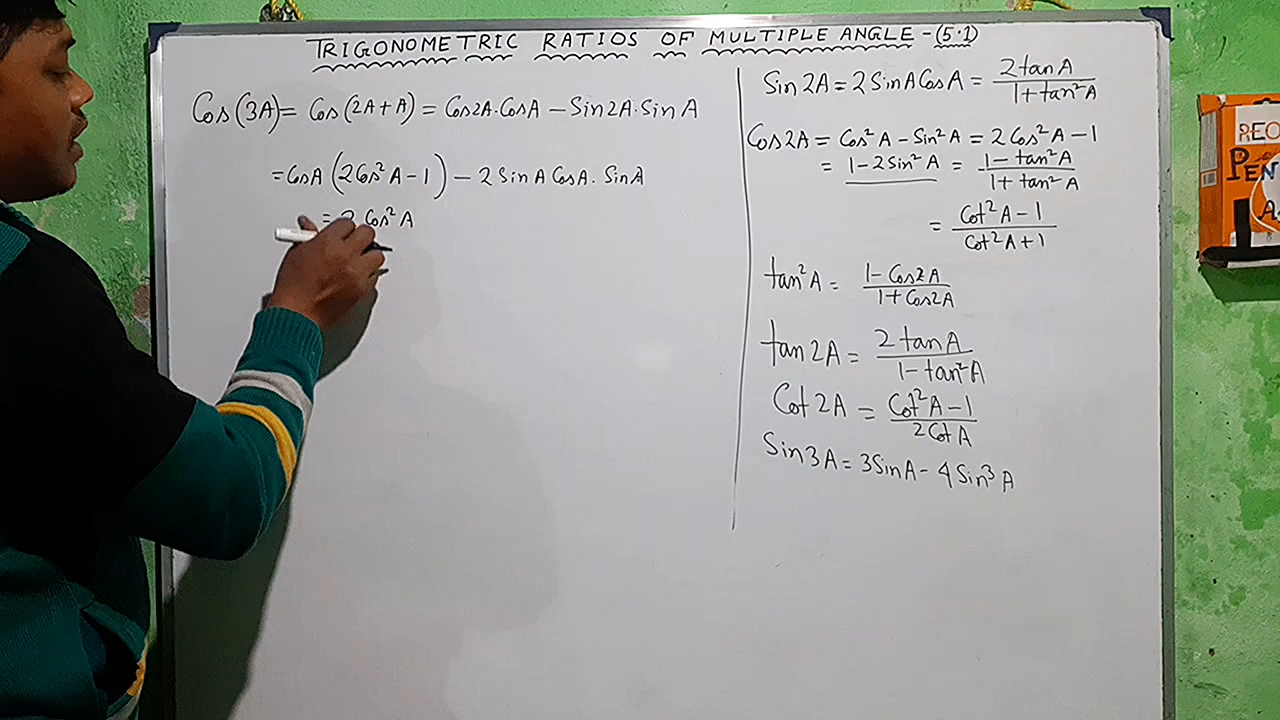 TRIGONOMETRIC RATIOS OF MULTIPLE ANGLE - (5.1)
Cos(3A) = Cos(2A+A) = Cos2A·CosA - Sin2A·SinA
= CosA (2Cos²A - 1) - 2 SinA CosA · SinA
= 2 Cos²A
Sin2A = 2SinACosA = 2tanA / 1+tan²A
Cos2A = Cos²A - Sin²A = 2Cos²A - 1
= 1 - 2Sin²A = 1 - tan²A / 1 + tan²A
= Cot²A - 1 / Cot²A + 1
tan²A = 1 - Cos2A / 1 + Cos2A
tan2A = 2tanA / 1 - tan²A
Cot2A = Cot²A - 1 / 2CotA
Sin3A = 3SinA - 4Sin³A
PEN